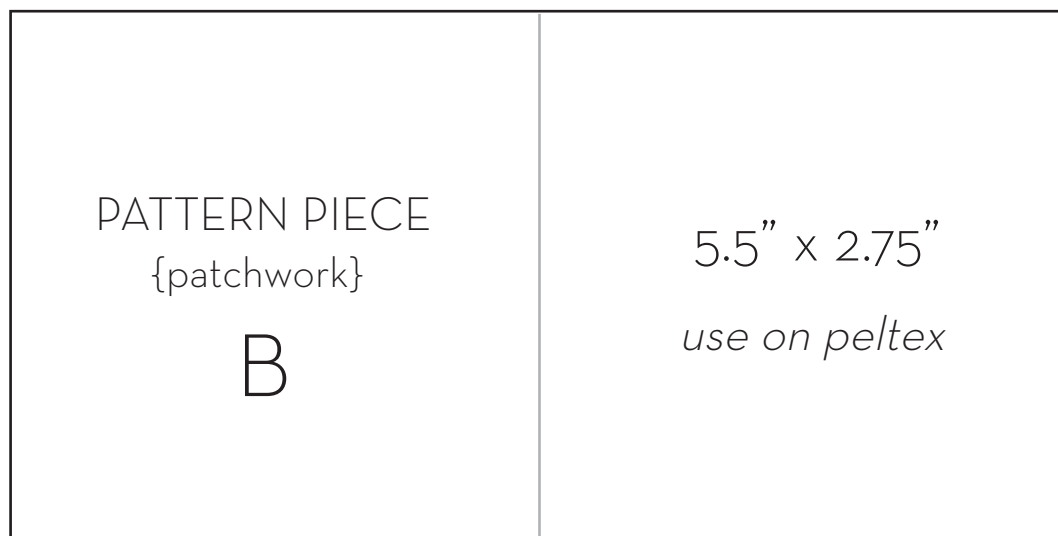 PATTERN PIECE
{patchwork}
B
5.5” x 2.75”
use on peltex